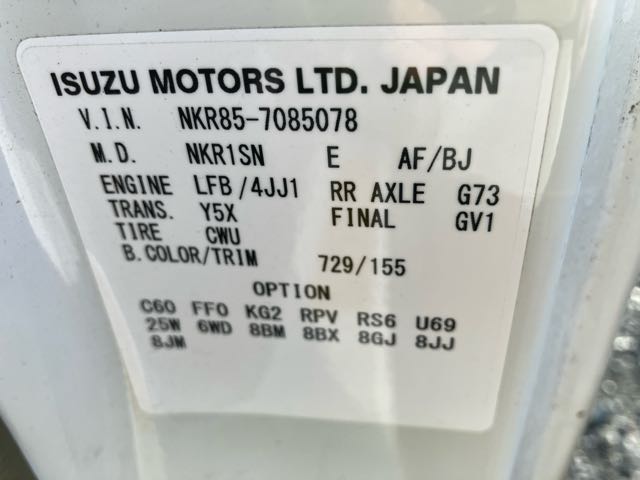 ISUZU MOTORS LTD. JAPAN
V.I.N. NKR85-7085078
M.D. NKR1SN E AF/BJ
ENGINE LFB/4JJ1 RR AXLE G73
TRANS. Y5X FINAL GV1
TIRE CWU
B.COLOR/TRIM 729/155
OPTION
C60 FF0 KG2 RPV RS6 U69
25W 6WD 8BM 8BX 8GJ 8JJ
8JM